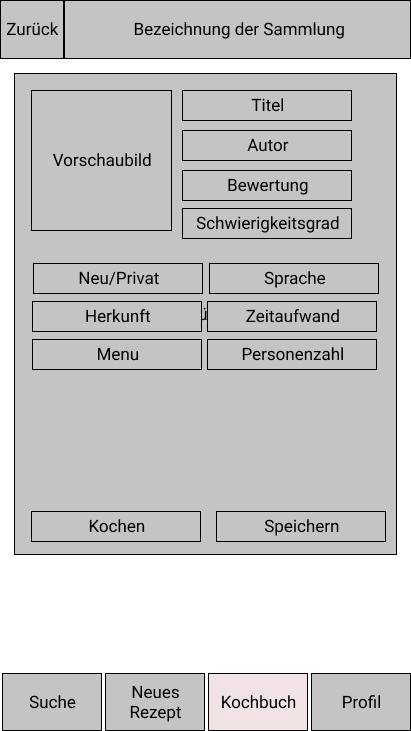 Zurück
Bezeichnung der Sammlung
Vorschaubild
Titel
Autor
Bewertung
Schwierigkeitsgrad
Neu/Privat
Sprache
Herkunft
Zeitaufwand
Menu
Personenzahl
Kochen
Speichern
Suche
Neues
Rezept
Kochbuch
Profil